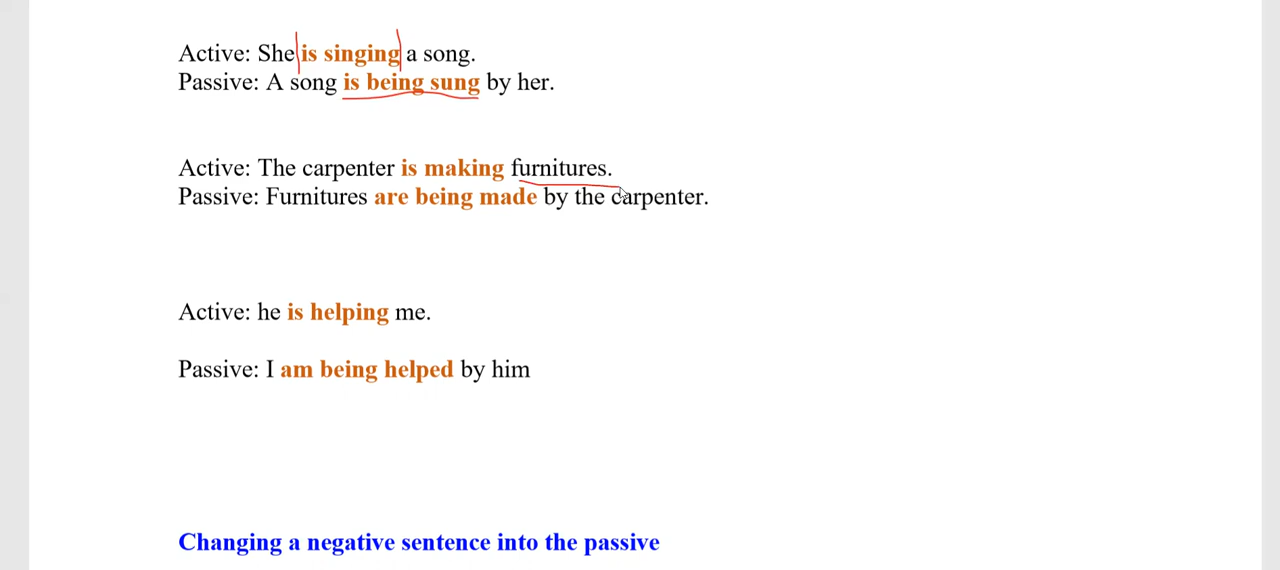 Active: She is singing a song.
Passive: A song is being sung by her.
Active: The carpenter is making furnitures.
Passive: Furnitures are being made by the carpenter.
Active: he is helping me.
Passive: I am being helped by him
Changing a negative sentence into the passive